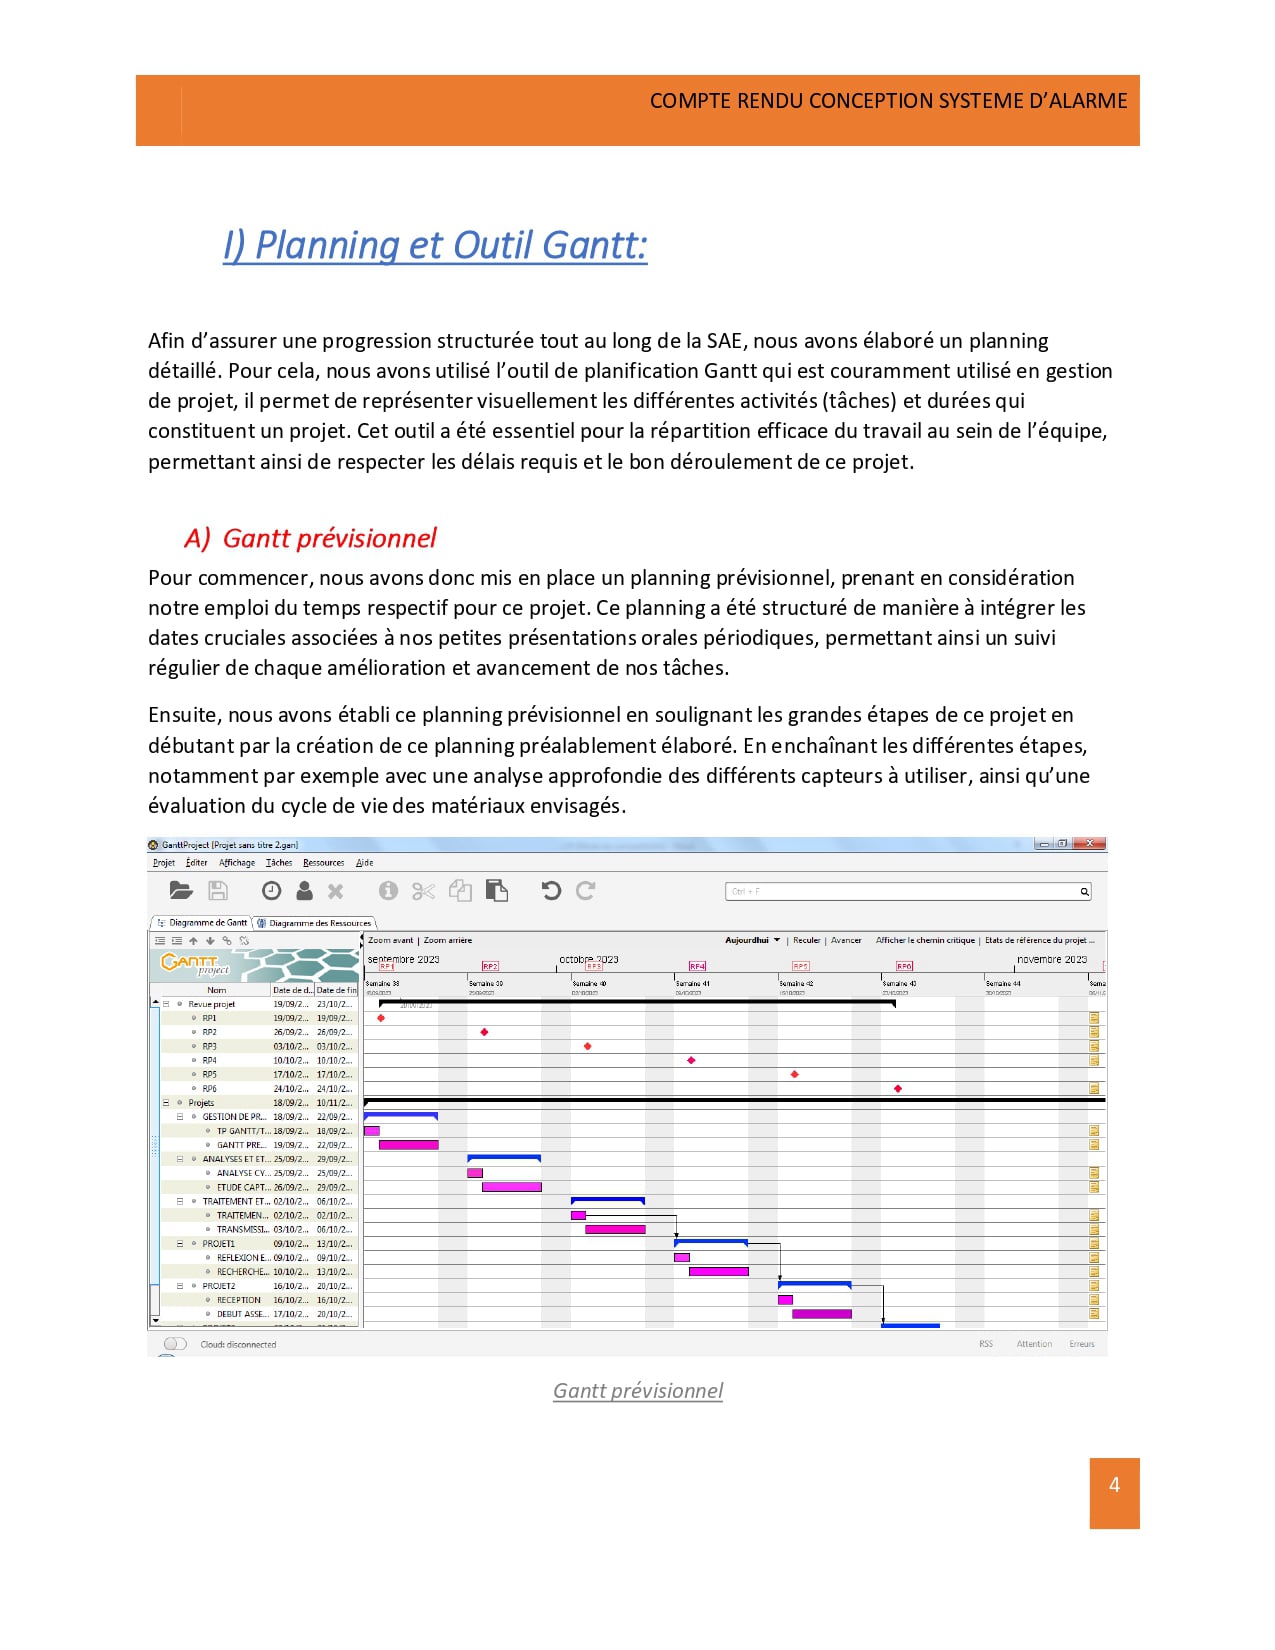 COMPTE RENDU CONCEPTION SYSTEME D’ALARME
I) Planning et Outil Gantt:
Afin d’assurer une progression structurée tout au long de la SAE, nous avons élaboré un planning
détaillé. Pour cela, nous avons utilisé l’outil de planification Gantt qui est couramment utilisé en gestion
de projet, il permet de représenter visuellement les différentes activités (tâches) et durées qui
constituent un projet. Cet outil a été essentiel pour la répartition efficace du travail au sein de l’équipe,
permettant ainsi de respecter les délais requis et le bon déroulement de ce projet.
A) Gantt prévisionnel
Pour commencer, nous avons donc mis en place un planning prévisionnel, prenant en considération
notre emploi du temps respectif pour ce projet. Ce planning a été structuré de manière à intégrer les
dates cruciales associées à nos petites présentations orales périodiques, permettant ainsi un suivi
régulier de chaque amélioration et avancement de nos tâches.
Ensuite, nous avons établi ce planning prévisionnel en soulignant les grandes étapes de ce projet en
débutant par la création de ce planning préalablement élaboré. En enchaînant les différentes étapes,
notamment par exemple avec une analyse approfondie des différents capteurs à utiliser, ainsi qu’une
évaluation du cycle de vie des matériaux envisagés.
GanttProject [Projet sans titre 2.gan]
Projet Éditer Affichage Tâches Ressources Aide
Ctrl + F
Diagramme de Gantt Diagramme des Ressources
Zoom avant | Zoom arrière Aujourd'hui | Reculer | Avancer Afficher le chemin critique | Etats de référence du projet ...
GANTT project
septembre 2023 octobre 2023 novembre 2023
RP1 RP2 RP3 RP4 RP5 RP6
Semaine 38 Semaine 39 Semaine 40 Semaine 41 Semaine 42 Semaine 43 Semaine 44
Nom Date de d... Date de fin
Revue projet 19/09/2... 23/10/2...
RP1 19/09/2... 19/09/2...
RP2 26/09/2... 26/09/2...
RP3 03/10/2... 03/10/2...
RP4 10/10/2... 10/10/2...
RP5 17/10/2... 17/10/2...
RP6 24/10/2... 24/10/2...
Projets 18/09/2... 10/11/2...
GESTION DE PR... 18/09/2... 22/09/2...
TP GANTT/T... 18/09/2... 18/09/2...
GANTT PRE... 19/09/2... 22/09/2...
ANALYSES ET ET... 25/09/2... 29/09/2...
ANALYSE CY... 25/09/2... 25/09/2...
ETUDE CAPT... 26/09/2... 29/09/2...
TRAITEMENT ET... 02/10/2... 06/10/2...
TRAITEMEN... 02/10/2... 02/10/2...
TRANSMISSI... 03/10/2... 06/10/2...
PROJET1 09/10/2... 13/10/2...
REFLEXION E... 09/10/2... 09/10/2...
RECHERCHE... 10/10/2... 13/10/2...
PROJET2 16/10/2... 20/10/2...
RECEPTION 16/10/2... 16/10/2...
DEBUT ASSE... 17/10/2... 20/10/2...
Cloud: disconnected RSS Attention Erreurs
Gantt prévisionnel
4